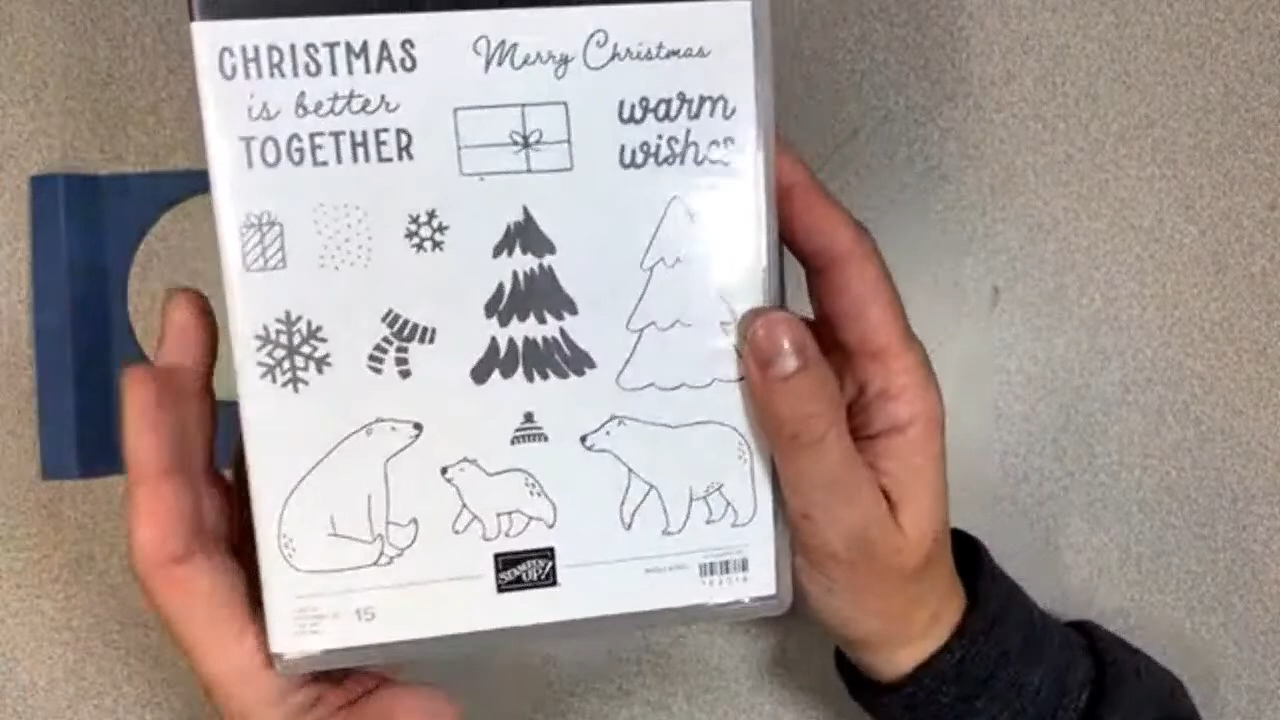 CHRISTMAS
is better
TOGETHER
Merry Christmas
warm
wishes
STAMPIN' UP!
15